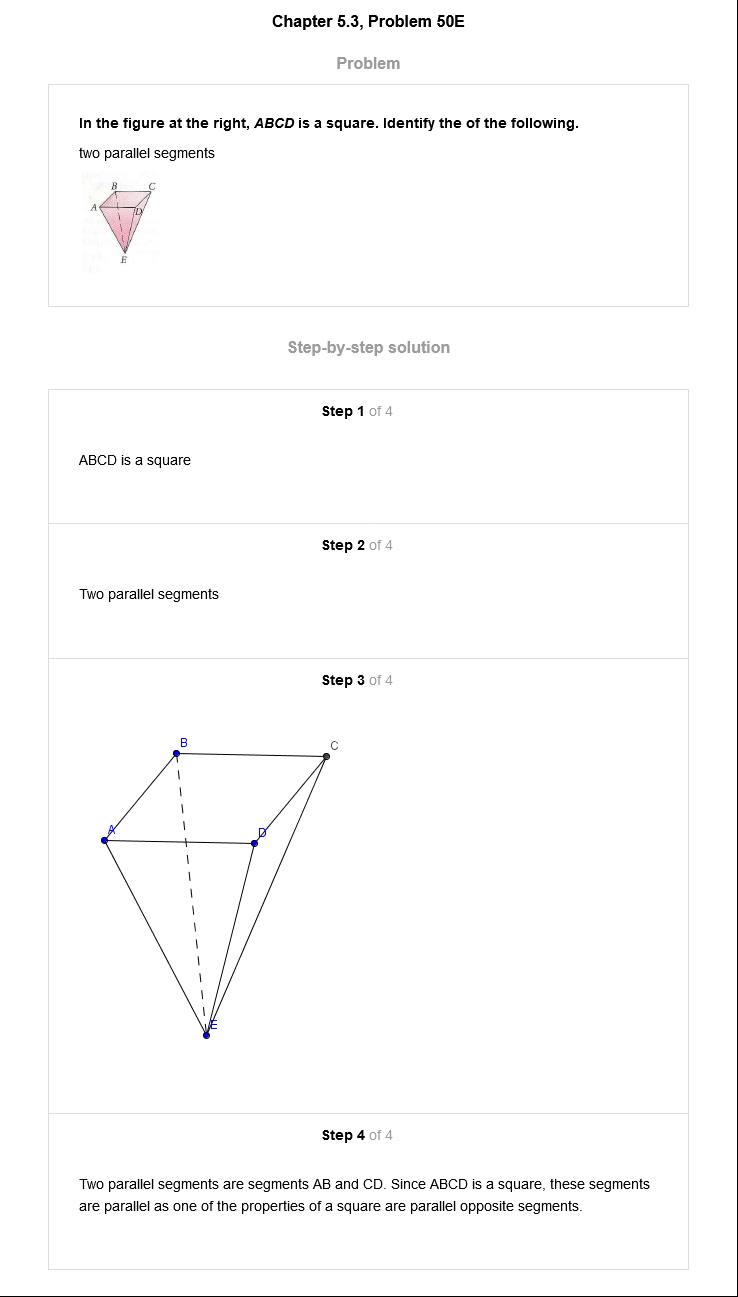 Chapter 5.3, Problem 50E
Problem
In the figure at the right, ABCD is a square. Identify the of the following.
two parallel segments
B
C
A
D
E
Step-by-step solution
Step 1 of 4
ABCD is a square
Step 2 of 4
Two parallel segments
Step 3 of 4
B
C
A
D
E
Step 4 of 4
Two parallel segments are segments AB and CD. Since ABCD is a square, these segments
are parallel as one of the properties of a square are parallel opposite segments.